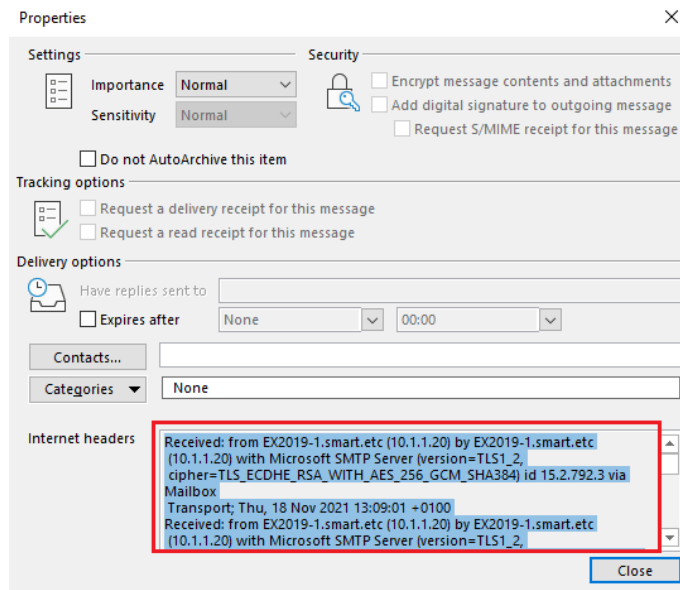 Properties
Settings
Security
Importance Normal
Encrypt message contents and attachments
Add digital signature to outgoing message
Sensitivity Normal
Request S/MIME receipt for this message
Do not AutoArchive this item
Tracking options
Request a delivery receipt for this message
Request a read receipt for this message
Delivery options
Have replies sent to
Expires after None 00:00
Contacts...
Categories None
Internet headers
Received: from EX2019-1.smart.etc (10.1.1.20) by EX2019-1.smart.etc
(10.1.1.20) with Microsoft SMTP Server (version=TLS1_2,
cipher=TLS_ECDHE_RSA_WITH_AES_256_GCM_SHA384) id 15.2.792.3 via
Mailbox
Transport; Thu, 18 Nov 2021 13:09:01 +0100
Received: from EX2019-1.smart.etc (10.1.1.20) by EX2019-1.smart.etc
(10.1.1.20) with Microsoft SMTP Server (version=TLS1_2,
Close